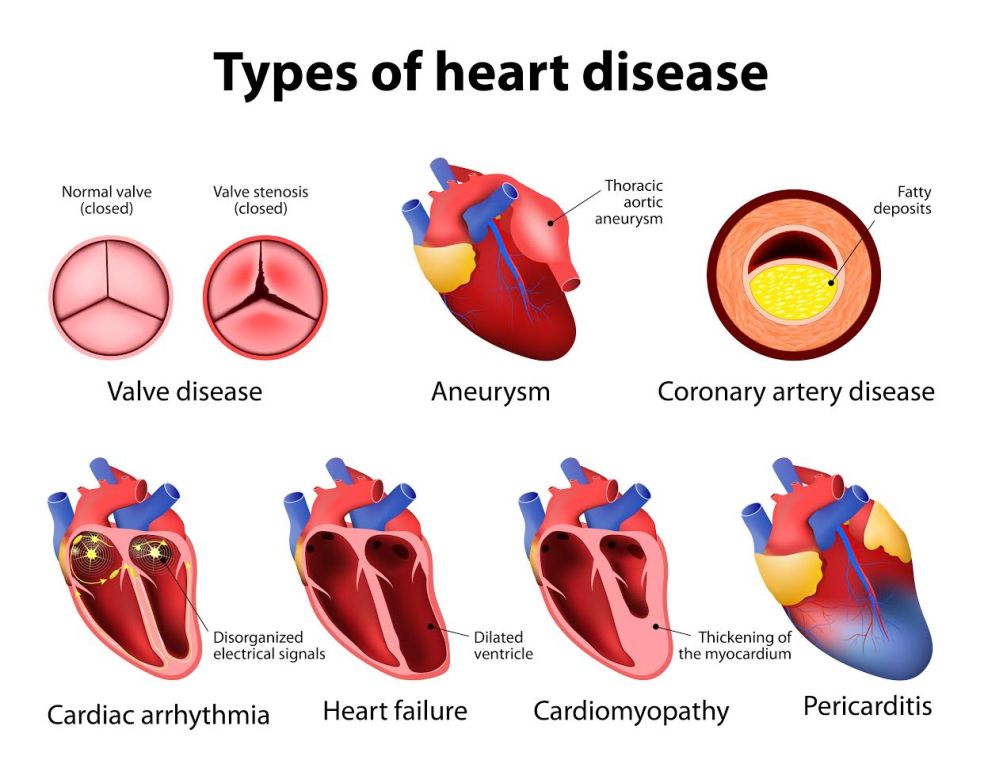 Types of heart disease
Normal valve
(closed)
Valve stenosis
(closed)
Thoracic
aortic
aneurysm
Fatty
deposits
Valve disease
Aneurysm
Coronary artery disease
Disorganized
electrical signals
Dilated
ventricle
Thickening of
the myocardium
Cardiac arrhythmia
Heart failure
Cardiomyopathy
Pericarditis